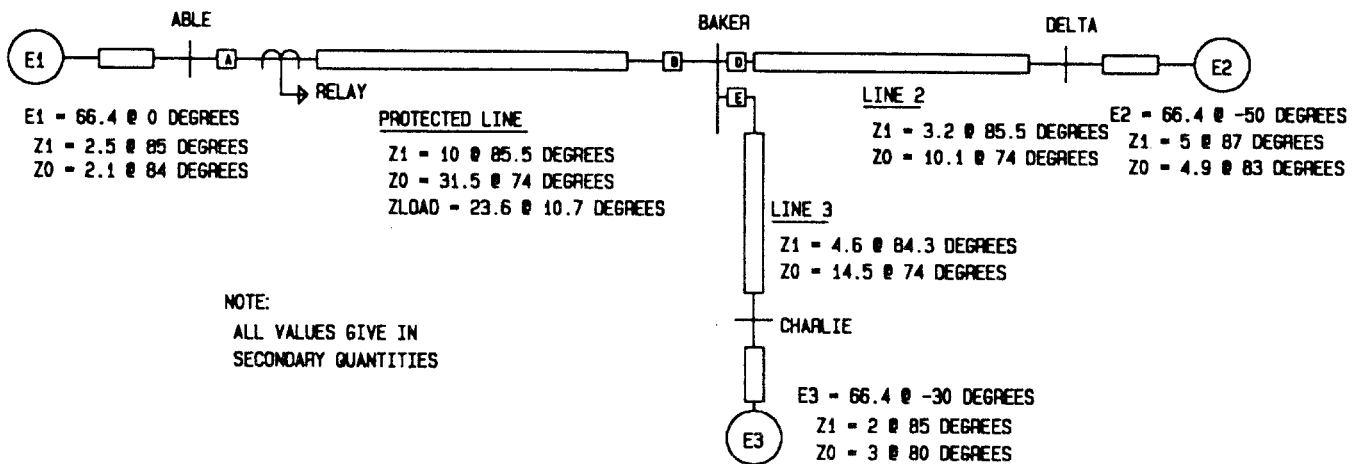 ABLE
BAKER
DELTA
E1
A
B
D
E2
E
RELAY
E1 = 66.4 @ 0 DEGREES
Z1 = 2.5 @ 85 DEGREES
Z0 = 2.1 @ 84 DEGREES
PROTECTED LINE
Z1 = 10 @ 85.5 DEGREES
Z0 = 31.5 @ 74 DEGREES
ZLOAD = 23.6 @ 10.7 DEGREES
LINE 2
Z1 = 3.2 @ 85.5 DEGREES
Z0 = 10.1 @ 74 DEGREES
E2 = 66.4 @ -50 DEGREES
Z1 = 5 @ 87 DEGREES
Z0 = 4.9 @ 83 DEGREES
LINE 3
Z1 = 4.6 @ 84.3 DEGREES
Z0 = 14.5 @ 74 DEGREES
NOTE:
ALL VALUES GIVE IN
SECONDARY QUANTITIES
CHARLIE
E3 = 66.4 @ -30 DEGREES
Z1 = 2 @ 85 DEGREES
Z0 = 3 @ 80 DEGREES
E3